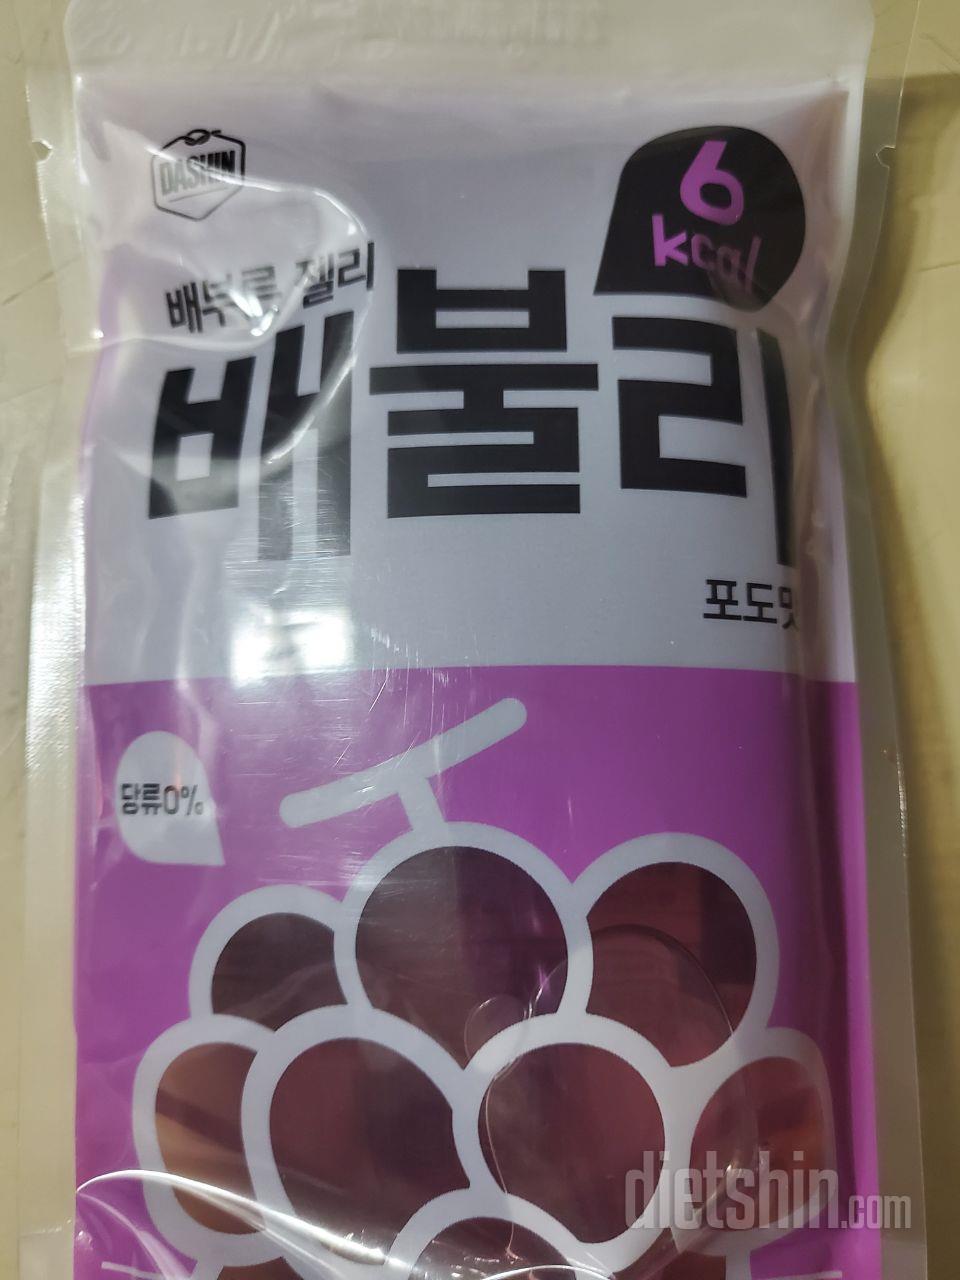 DASHIN
6
kcal
배부른 젤리
배불리
포도맛
당류0%
dietshin.com